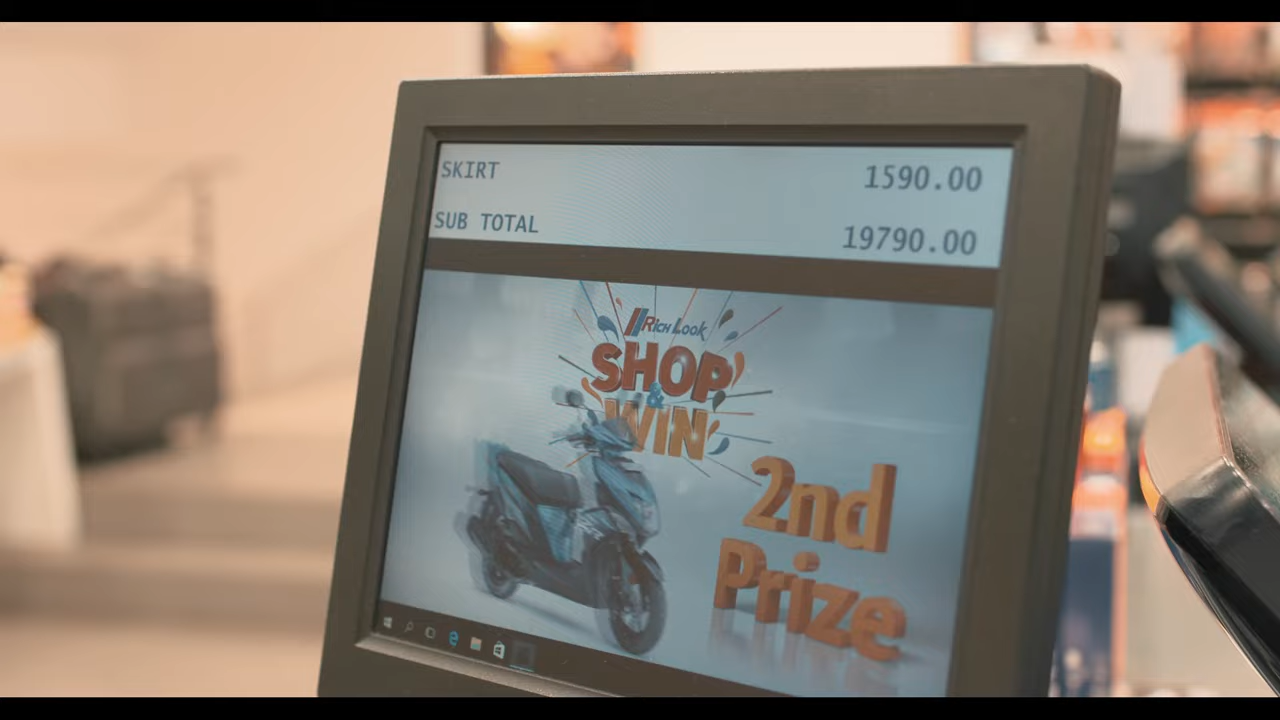 SKIRT 1590.00
SUB TOTAL 19790.00
RICH LOOK
SHOP
&
WIN
2nd
Prize